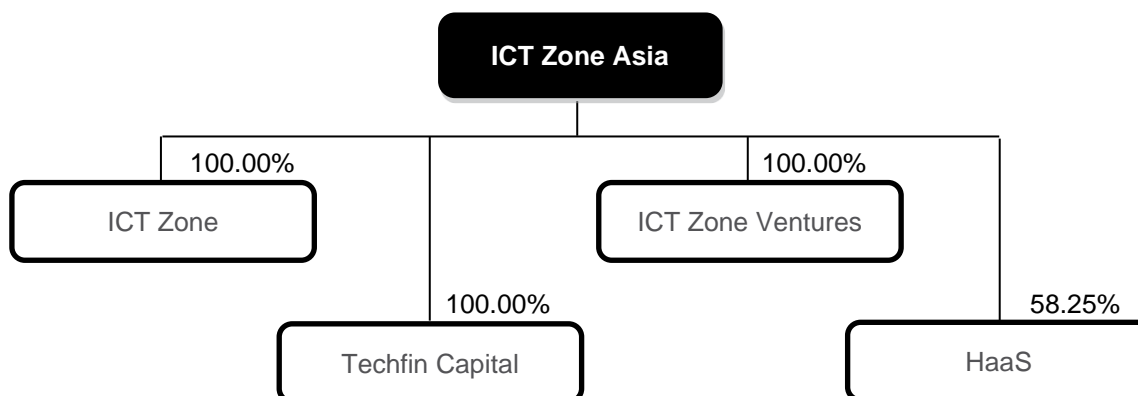 ICT Zone Asia
100.00%
100.00%
ICT Zone
ICT Zone Ventures
100.00%
58.25%
Techfin Capital
HaaS